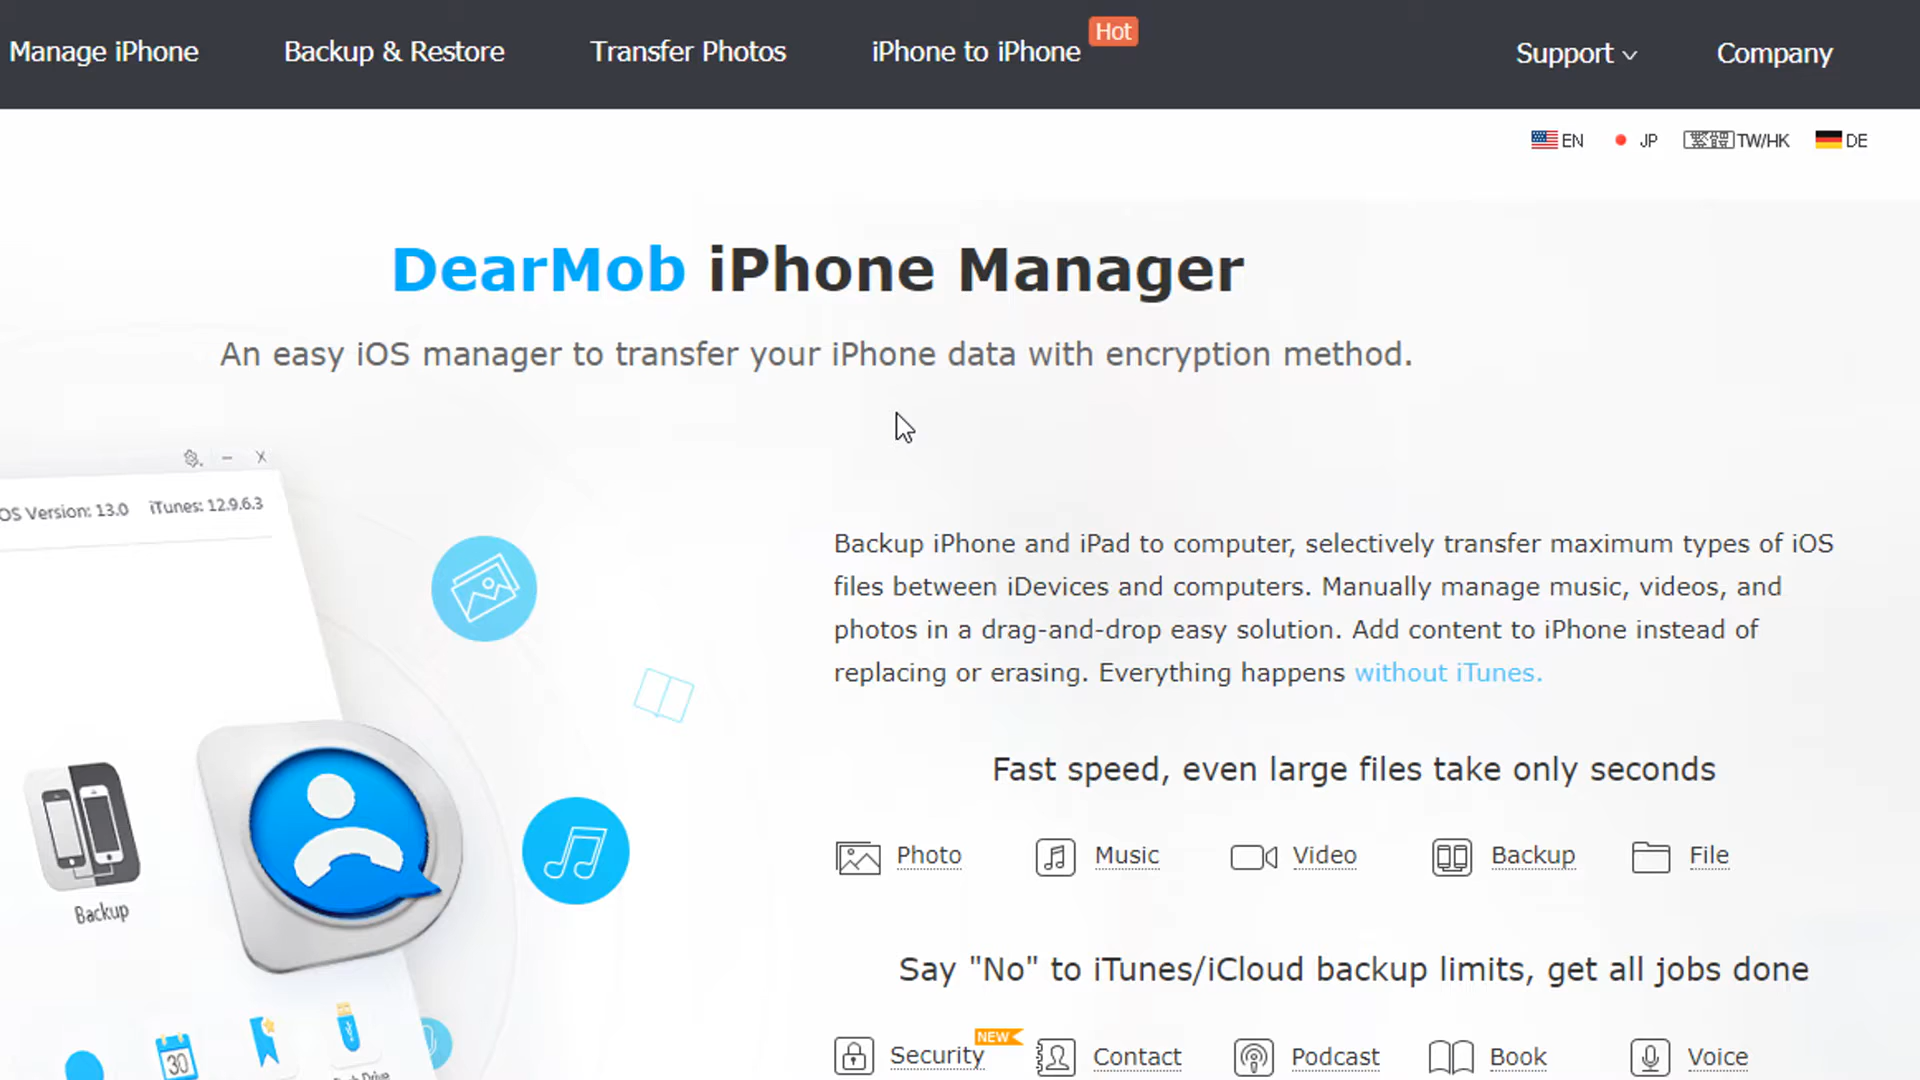 Manage iPhone
Backup & Restore
Transfer Photos
iPhone to iPhone
Hot
Support
Company
EN
JP
繁體 TW/HK
DE
DearMob iPhone Manager
An easy iOS manager to transfer your iPhone data with encryption method.
OS Version: 13.0 iTunes: 12.9.6.3
Backup iPhone and iPad to computer, selectively transfer maximum types of iOS
files between iDevices and computers. Manually manage music, videos, and
photos in a drag-and-drop easy solution. Add content to iPhone instead of
replacing or erasing. Everything happens without iTunes.
Fast speed, even large files take only seconds
Photo
Music
Video
Backup
File
Backup
Say "No" to iTunes/iCloud backup limits, get all jobs done
30
Security
NEW
Contact
Podcast
Book
Voice